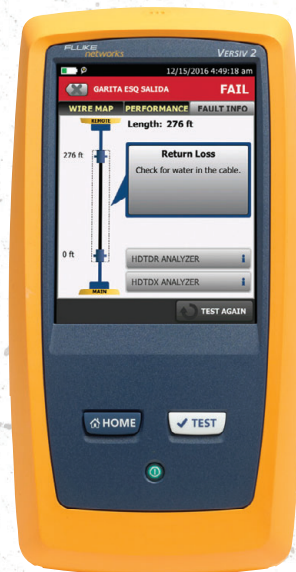 FLUKE
networks
VERSIV 2
12/15/2016 4:49:18 am
GARITA ESQ SALIDA
FAIL
WIRE MAP PERFORMANCE FAULT INFO
REMOTE
Length: 276 ft
276 ft
Return Loss
Check for water in the cable.
0 ft
HDTDR ANALYZER i
HDTDX ANALYZER i
MAIN
TEST AGAIN
HOME
TEST